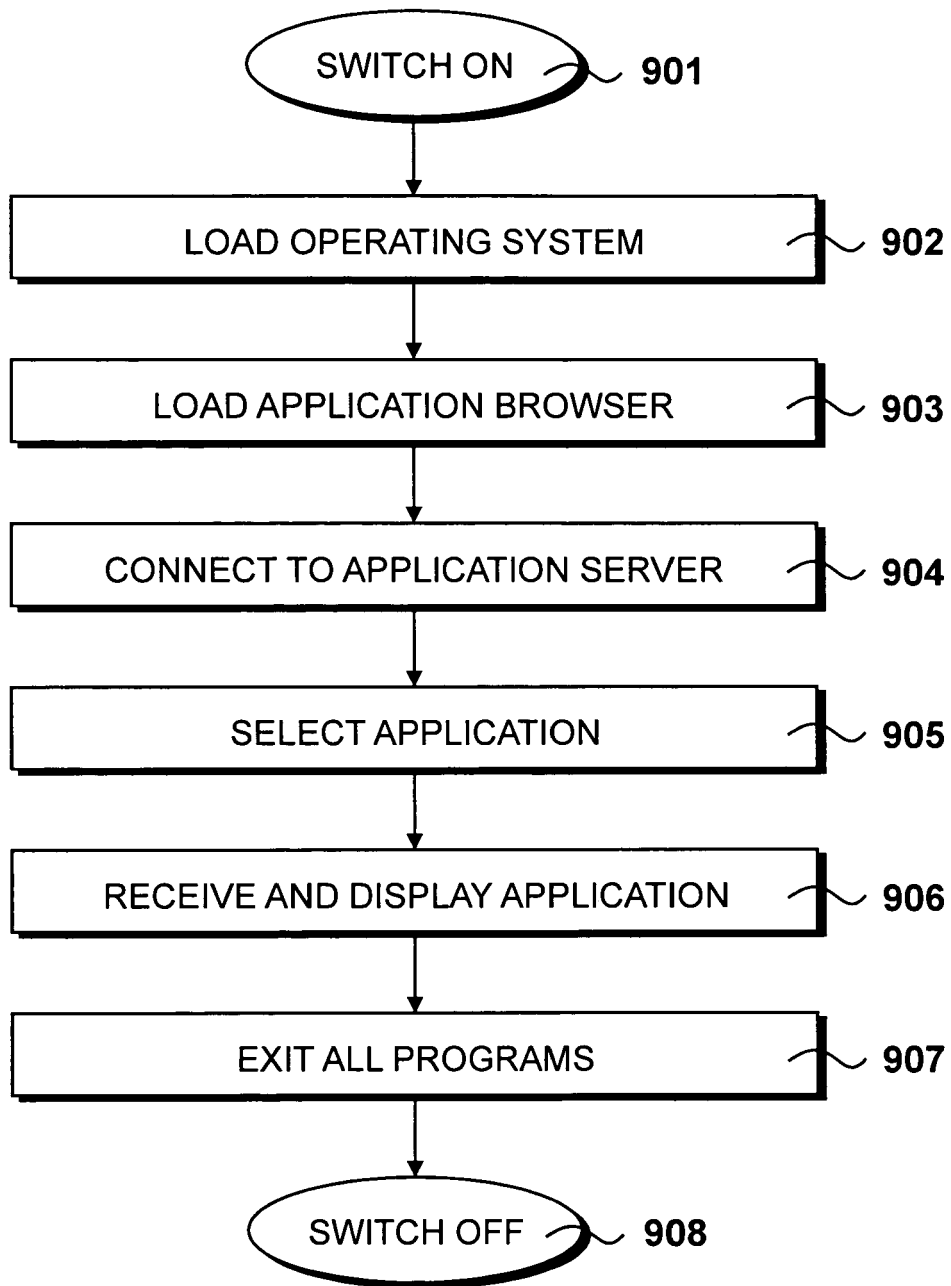 SWITCH ON 901
LOAD OPERATING SYSTEM 902
LOAD APPLICATION BROWSER 903
CONNECT TO APPLICATION SERVER 904
SELECT APPLICATION 905
RECEIVE AND DISPLAY APPLICATION 906
EXIT ALL PROGRAMS 907
SWITCH OFF 908